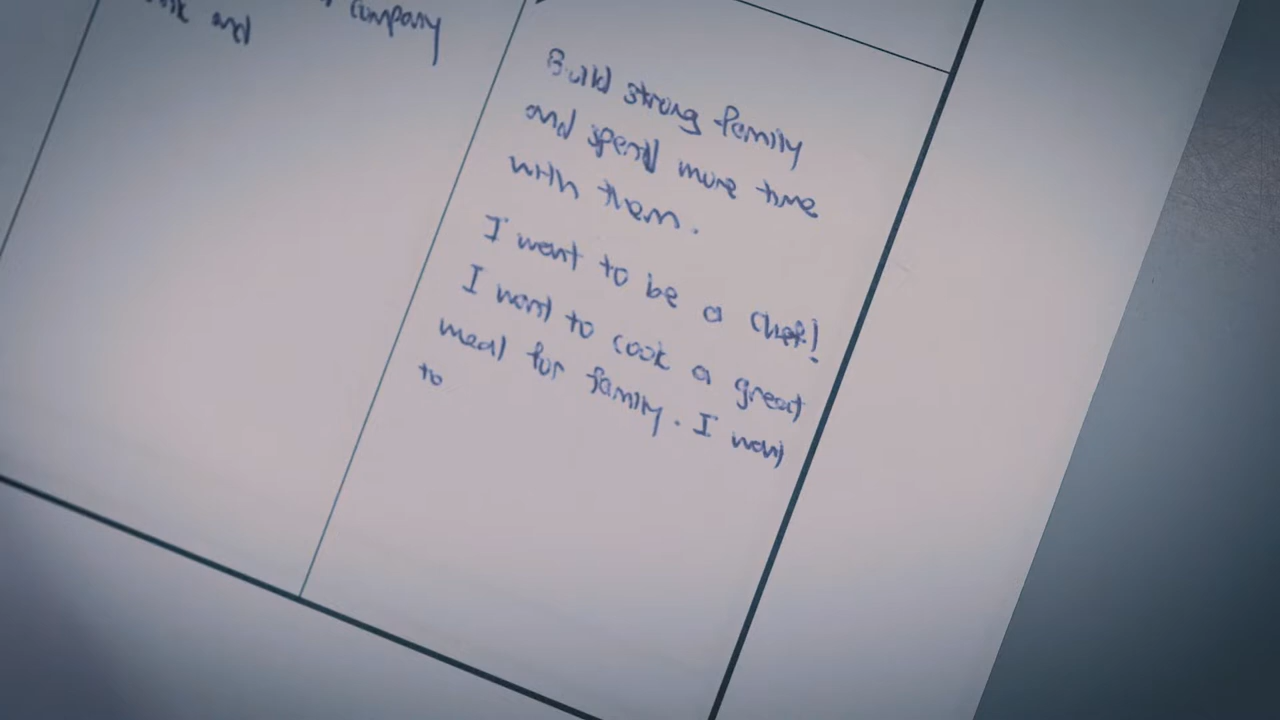 company
and
Build strong family
and spend more time
with them.
I want to be a chef!
I want to cook a great
meal for family. I want
to